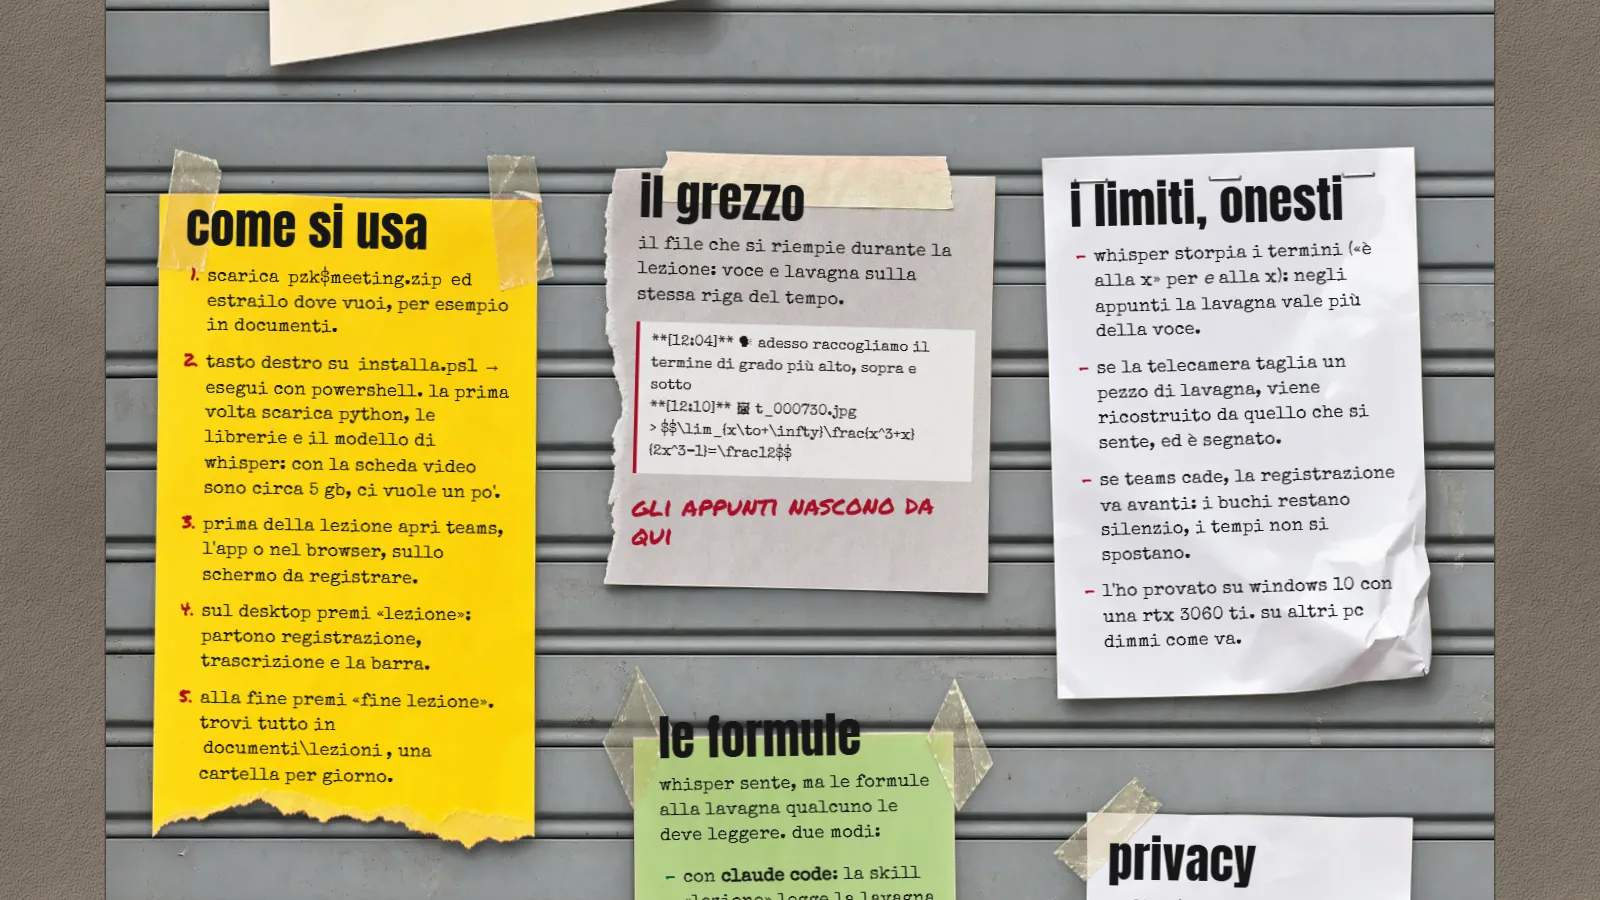 come si usa
1. scarica pzk$meeting.zip ed
estrailo dove vuoi, per esempio
in documenti.
2. tasto destro su installa.ps1 →
esegui con powershell. la prima
volta scarica python, le
librerie e il modello di
whisper: con la scheda video
sono circa 5 gb, ci vuole un po'.
3. prima della lezione apri teams,
l'app o nel browser, sullo
schermo da registrare.
4. sul desktop premi «lezione»:
partono registrazione,
trascrizione e la barra.
5. alla fine premi «fine lezione».
trovi tutto in
documenti\lezioni, una
cartella per giorno.
il grezzo
il file che si riempie durante la
lezione: voce e lavagna sulla
stessa riga del tempo.
**[12:04]** 🗣 adesso raccogliamo il
termine di grado più alto, sopra e
sotto
**[12:10]** 🖼 t_000730.jpg
> $$\lim_{x\to+\infty}\frac{x^3+x}
{2x^3-1}=\frac12$$
GLI APPUNTI NASCONO DA
QUI
i limiti, onesti
– whisper storpia i termini («è
alla x» per e alla x): negli
appunti la lavagna vale più
della voce.
– se la telecamera taglia un
pezzo di lavagna, viene
ricostruito da quello che si
sente, ed è segnato.
– se teams cade, la registrazione
va avanti: i buchi restano
silenzio, i tempi non si
spostano.
– l'ho provato su windows 10 con
una rtx 3060 ti. su altri pc
dimmi come va.
le formule
whisper sente, ma le formule
alla lavagna qualcuno le
deve leggere. due modi:
– con claude code: la skill
«lezione» legge la lavagna
privacy